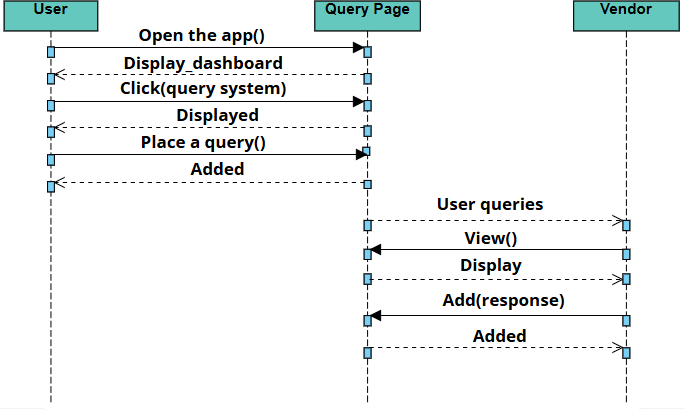 User
Query Page
Vendor
Open the app()
Display_dashboard
Click(query system)
Displayed
Place a query()
Added
User queries
View()
Display
Add(response)
Added